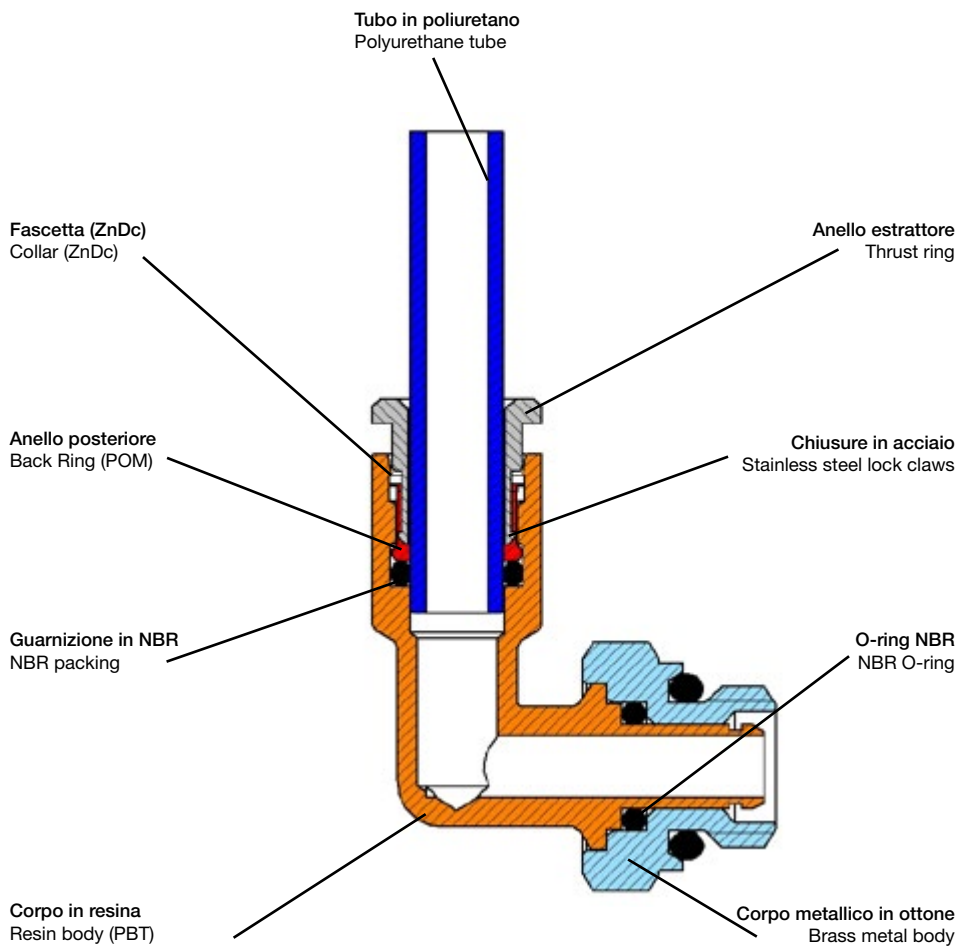 Tubo in poliuretano
Polyurethane tube
Fascetta (ZnDc)
Collar (ZnDc)
Anello estrattore
Thrust ring
Anello posteriore
Back Ring (POM)
Chiusure in acciaio
Stainless steel lock claws
Guarnizione in NBR
NBR packing
O-ring NBR
NBR O-ring
Corpo in resina
Resin body (PBT)
Corpo metallico in ottone
Brass metal body